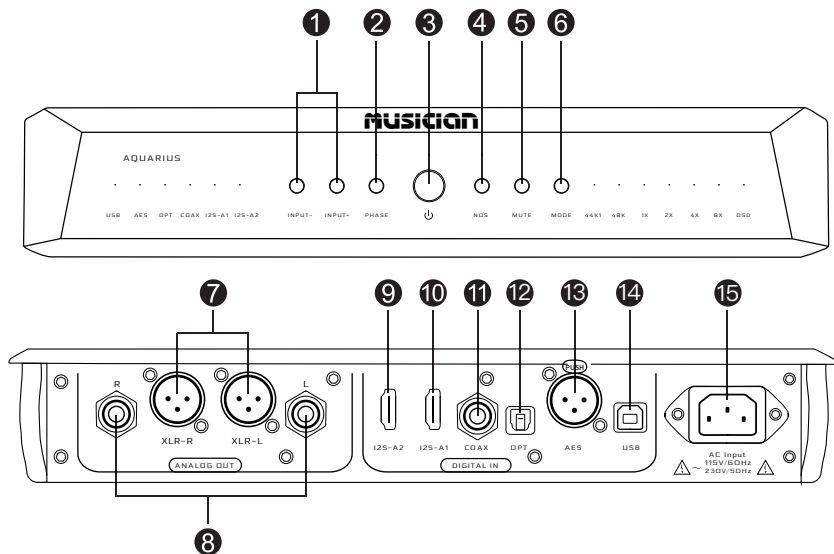 1 2 3 4 5 6
MUSICIAN
AQUARIUS
USB AES OPT COAX I2S-A1 I2S-A2 INPUT- INPUT+ PHASE NOS MUTE MODE 44K1 48K 1X 2X 4X 8X DSD
7 9 10 11 12 13 14 15
PUSH
R L
XLR-R XLR-L I2S-A2 I2S-A1 COAX OPT AES USB
ANALOG OUT DIGITAL IN
AC Input
~ 115V/60Hz
230V/50Hz
8